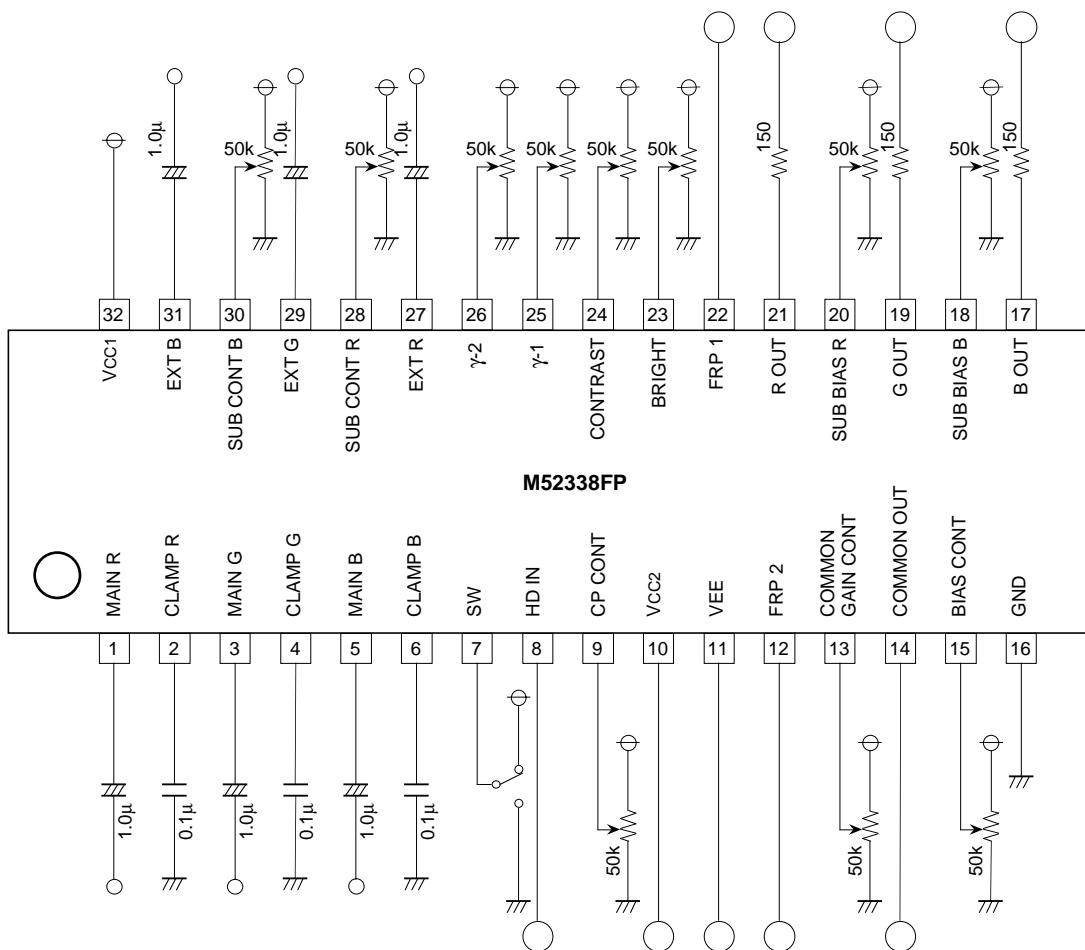 1.0µ
50k
1.0µ
50k
1.0µ
50k
50k
50k
50k
150
50k
150
50k
150
32
31
30
29
28
27
26
25
24
23
22
21
20
19
18
17
VCC1
EXT B
SUB CONT B
EXT G
SUB CONT R
EXT R
γ-2
γ-1
CONTRAST
BRIGHT
FRP 1
R OUT
SUB BIAS R
G OUT
SUB BIAS B
B OUT
M52338FP
MAIN R
CLAMP R
MAIN G
CLAMP G
MAIN B
CLAMP B
SW
HD IN
CP CONT
VCC2
VEE
FRP 2
COMMON
GAIN CONT
COMMON OUT
BIAS CONT
GND
1
2
3
4
5
6
7
8
9
10
11
12
13
14
15
16
1.0µ
0.1µ
1.0µ
0.1µ
1.0µ
0.1µ
50k
50k
50k